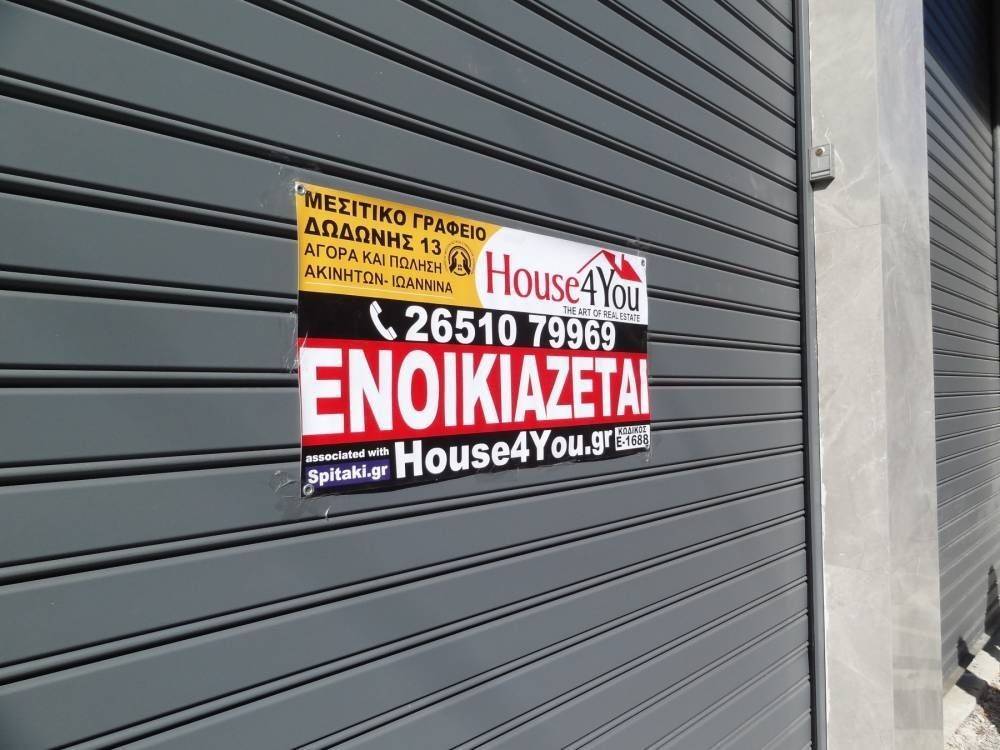 ΜΕΣΙΤΙΚΟ ΓΡΑΦΕΙΟ
ΔΩΔΩΝΗΣ 13
ΑΓΟΡΑ ΚΑΙ ΠΩΛΗΣΗ
ΑΚΙΝΗΤΩΝ- ΙΩΑΝΝΙΝΑ
House4You
THE ART OF REAL ESTATE
26510 79969
ΕΝΟΙΚΙΑΖΕΤΑΙ
associated with
Spitaki.gr
House4You.gr
ΚΩΔΙΚΟΣ
E-1688